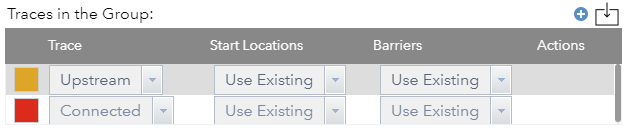 Traces in the Group:
Trace Start Locations Barriers Actions
Upstream Use Existing Use Existing
Connected Use Existing Use Existing